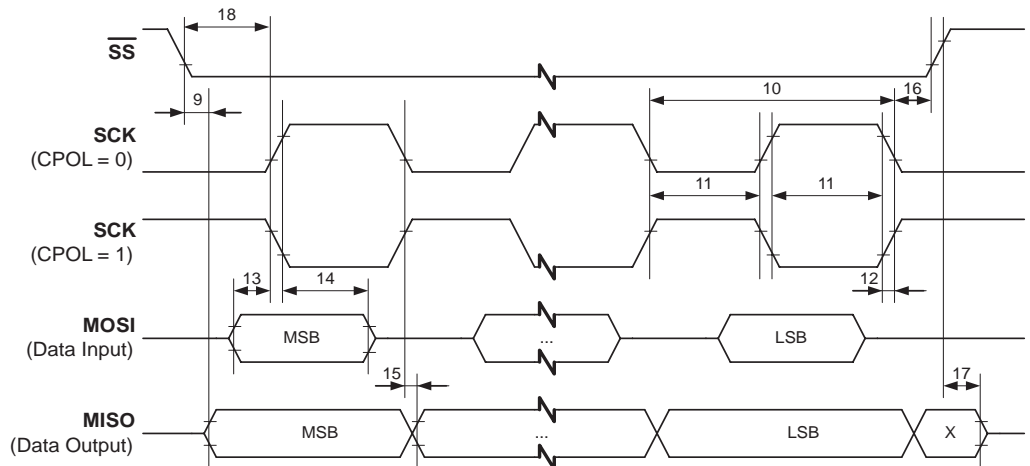 18
SS
9
10
16
SCK
(CPOL = 0)
11
11
SCK
(CPOL = 1)
13
14
12
MOSI
(Data Input)
MSB
...
LSB
15
17
MISO
(Data Output)
MSB
...
LSB
X